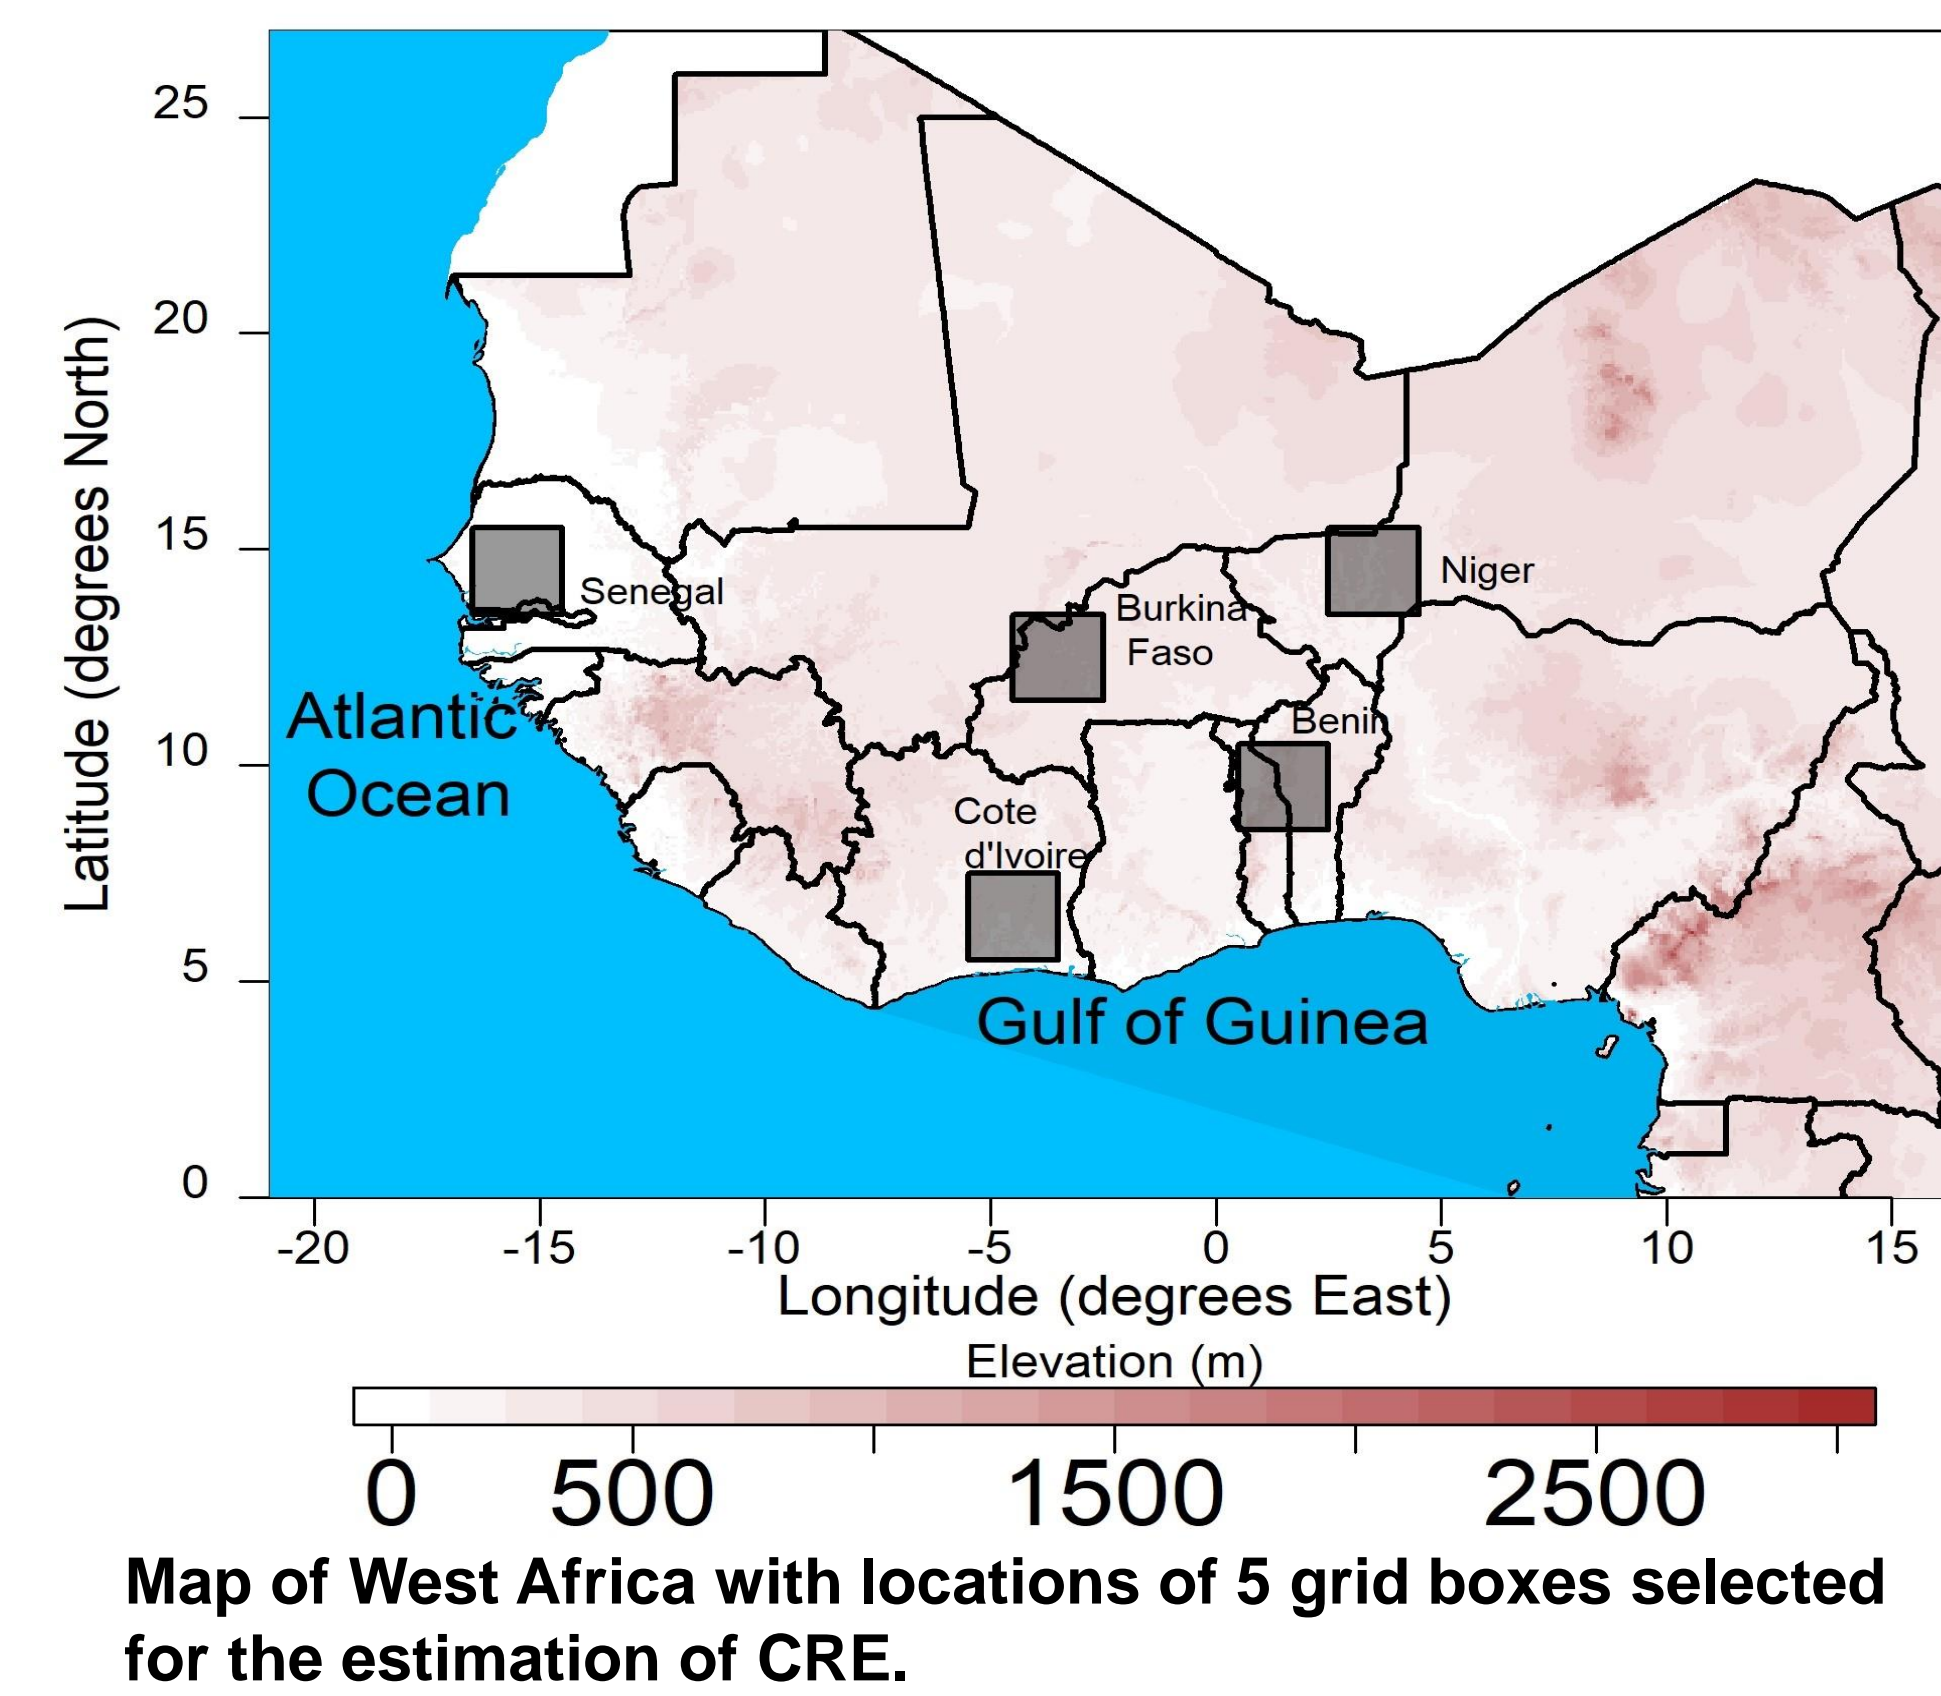 25
20
15
10
5
0
Latitude (degrees North)
Senegal
Niger
Burkina
Faso
Benin
Atlantic
Ocean
Cote
d'Ivoire
Gulf of Guinea
-20 -15 -10 -5 0 5 10 15
Longitude (degrees East)
Elevation (m)
0 500 1500 2500
Map of West Africa with locations of 5 grid boxes selected
for the estimation of CRE.